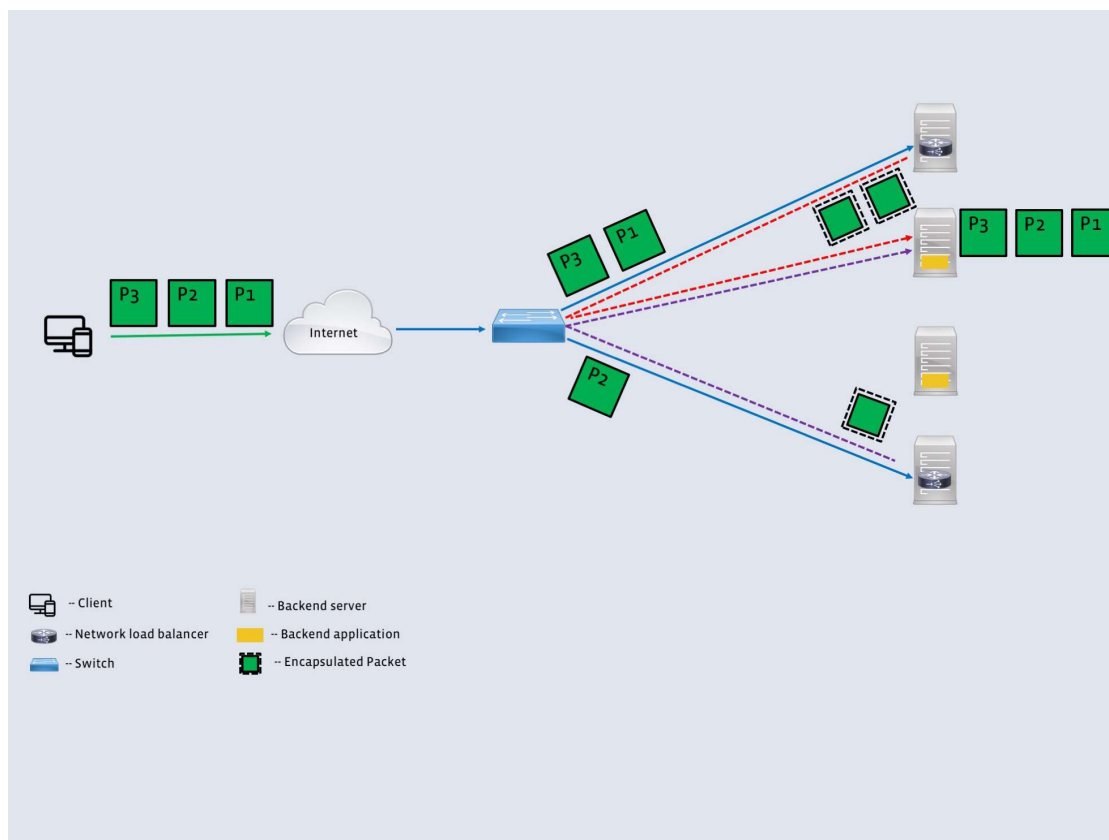 P3 P2 P1
Internet
P3 P1
P2
P3 P2 P1
-- Client
-- Network load balancer
-- Switch
-- Backend server
-- Backend application
-- Encapsulated Packet